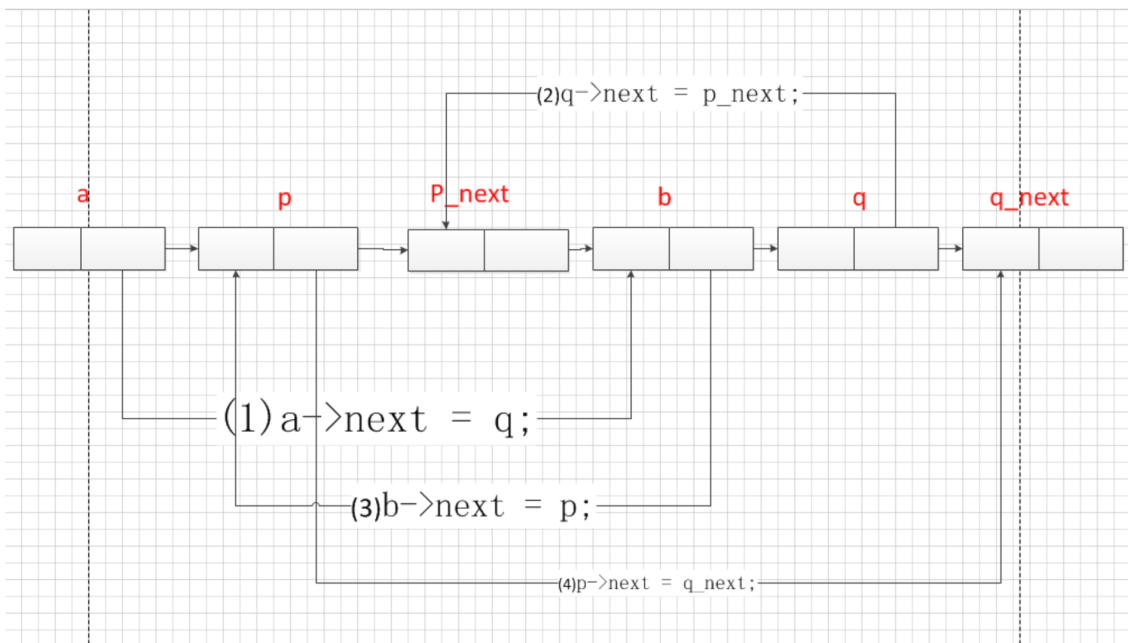 (2)q->next = p_next;
a
p
P_next
b
q
q_next
(1)a->next = q;
(3)b->next = p;
(4)p->next = q_next;